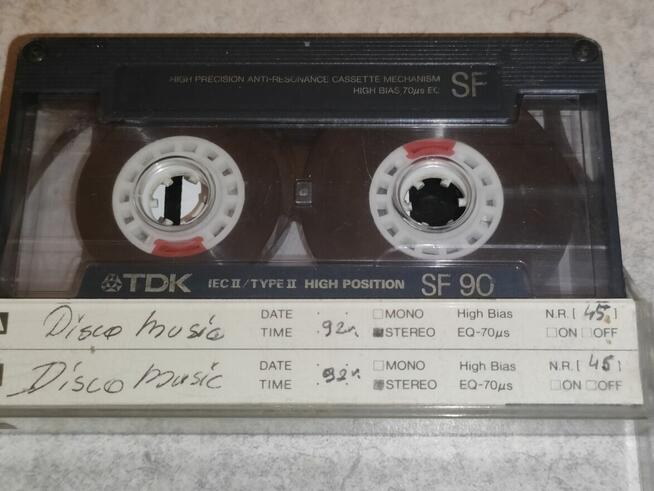 HIGH PRECISION ANTI-RESONANCE CASSETTE MECHANISM
HIGH BIAS 70µs EQ SF
TDK IEC II / TYPE II HIGH POSITION SF 90
A Disco Music DATE 92г. □MONO High Bias N.R. [ 45 ]
TIME ■STEREO EQ-70µs □ON □OFF
Disco Music DATE 92г. □MONO High Bias N.R. [ 45 ]
TIME ■STEREO EQ-70µs □ON □OFF